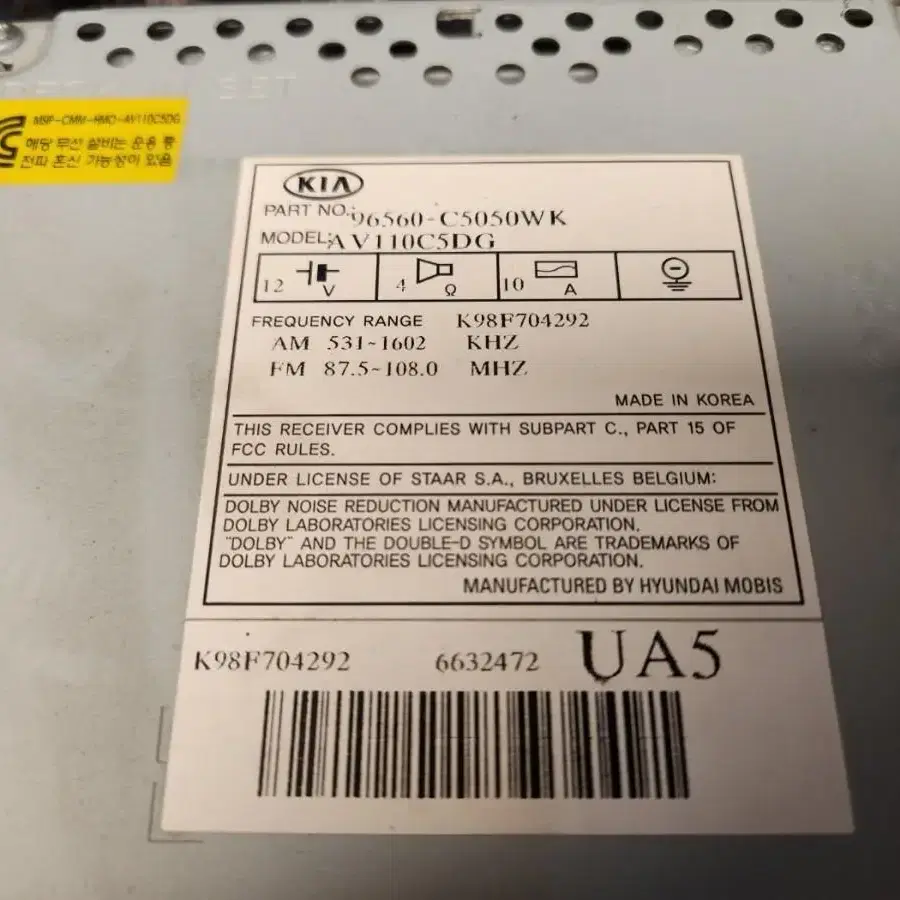 MSIP-CMM-HMO-AV110C5DG
해당 무선 설비는 운용 중
전파 혼신 가능성이 있음
KIA
PART NO.: 96560-C5050WK
MODEL: AV110C5DG
12 V 4 Ω 10 A
FREQUENCY RANGE K98F704292
AM 531~1602 KHZ
FM 87.5~108.0 MHZ
MADE IN KOREA
THIS RECEIVER COMPLIES WITH SUBPART C., PART 15 OF
FCC RULES.
UNDER LICENSE OF STAAR S.A., BRUXELLES BELGIUM:
DOLBY NOISE REDUCTION MANUFACTURED UNDER LICENSE FROM
DOLBY LABORATORIES LICENSING CORPORATION.
"DOLBY" AND THE DOUBLE-D SYMBOL ARE TRADEMARKS OF
DOLBY LABORATORIES LICENSING CORPORATION.
MANUFACTURED BY HYUNDAI MOBIS
K98F704292 6632472 UA5